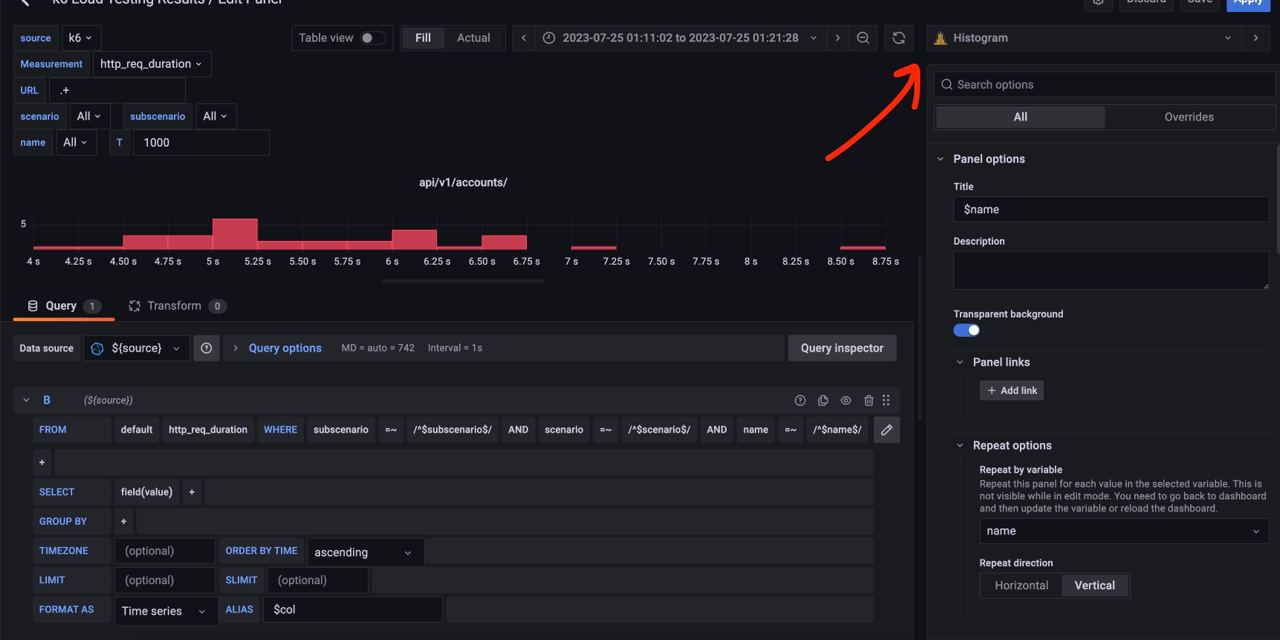 k6 Load Testing Results / Edit Panel
Discard
Save
Apply
source k6
Table view Fill Actual 2023-07-25 01:11:02 to 2023-07-25 01:21:28 Histogram
Measurement http_req_duration
URL .+
scenario All subscenario All
name All T 1000
api/v1/accounts/
5
4 s 4.25 s 4.50 s 4.75 s 5 s 5.25 s 5.50 s 5.75 s 6 s 6.25 s 6.50 s 6.75 s 7 s 7.25 s 7.50 s 7.75 s 8 s 8.25 s 8.50 s 8.75 s
Query 1 Transform 0
Data source ${source} Query options MD = auto = 742 Interval = 1s Query inspector
B (${source})
FROM default http_req_duration WHERE subscenario =~ /^$subscenario$/ AND scenario =~ /^$scenario$/ AND name =~ /^$name$/
+
SELECT field(value) +
GROUP BY +
TIMEZONE (optional) ORDER BY TIME ascending
LIMIT (optional) SLIMIT (optional)
FORMAT AS Time series ALIAS $col
Search options
All Overrides
Panel options
Title
$name
Description
Transparent background
Panel links
+ Add link
Repeat options
Repeat by variable
Repeat this panel for each value in the selected variable. This is
not visible while in edit mode. You need to go back to dashboard
and then update the variable or reload the dashboard.
name
Repeat direction
Horizontal Vertical